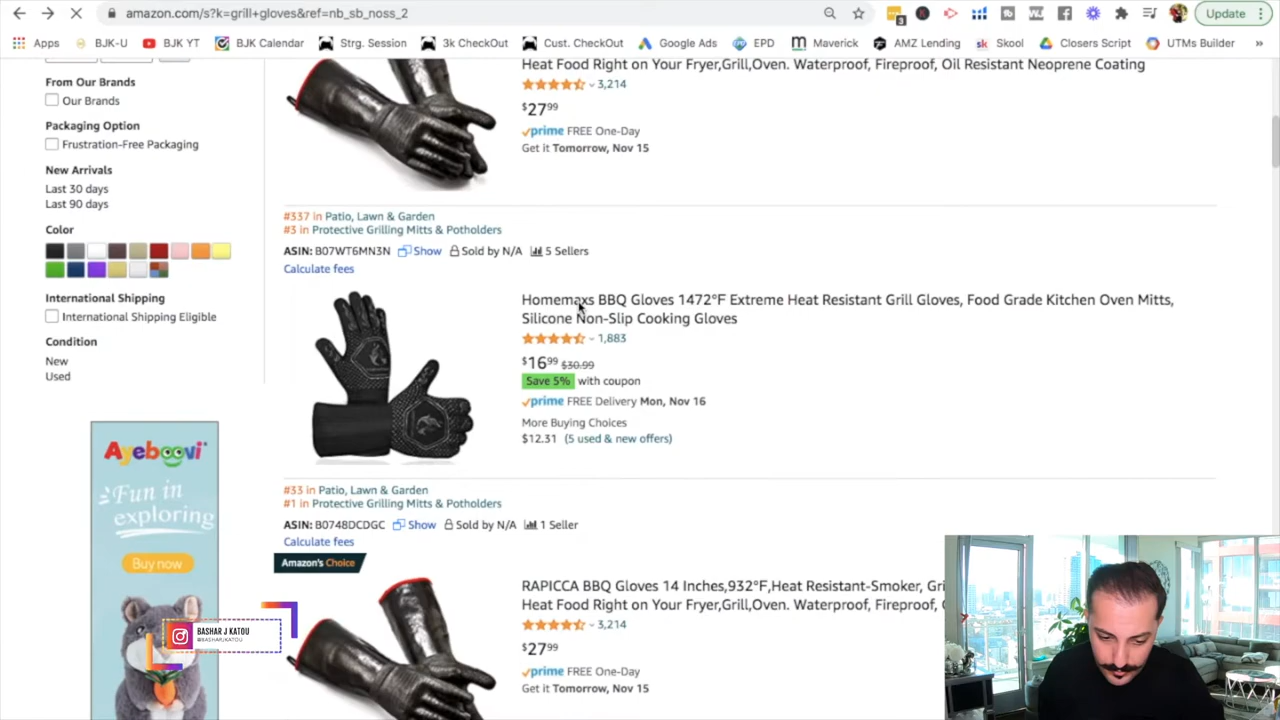 amazon.com/s?k=grill+gloves&ref=nb_sb_noss_2
Update
3
Apps
BJK-U
BJK YT
BJK Calendar
Strg. Session
3k CheckOut
Cust. CheckOut
Google Ads
EPD
Maverick
AMZ Lending
Skool
Closers Script
UTMs Builder
»
From Our Brands
Our Brands
Packaging Option
Frustration-Free Packaging
New Arrivals
Last 30 days
Last 90 days
Color
International Shipping
International Shipping Eligible
Condition
New
Used
Ayeboovi
Fun in
exploring
Buy now
BASHAR J KATOU
@BASHARJKATOU
Heat Food Right on Your Fryer,Grill,Oven. Waterproof, Fireproof, Oil Resistant Neoprene Coating
3,214
$27.99
prime FREE One-Day
Get it Tomorrow, Nov 15
#337 in Patio, Lawn & Garden
#3 in Protective Grilling Mitts & Potholders
ASIN: B07WT6MN3N Show Sold by N/A 5 Sellers
Calculate fees
Homemaxs BBQ Gloves 1472°F Extreme Heat Resistant Grill Gloves, Food Grade Kitchen Oven Mitts,
Silicone Non-Slip Cooking Gloves
1,883
$16.99 $30.99
Save 5% with coupon
prime FREE Delivery Mon, Nov 16
More Buying Choices
$12.31 (5 used & new offers)
#33 in Patio, Lawn & Garden
#1 in Protective Grilling Mitts & Potholders
ASIN: B0748DCDGC Show Sold by N/A 1 Seller
Calculate fees
Amazon's Choice
RAPICCA BBQ Gloves 14 Inches,932°F,Heat Resistant-Smoker, Gri
Heat Food Right on Your Fryer,Grill,Oven. Waterproof, Fireproof,
3,214
$27.99
prime FREE One-Day
Get it Tomorrow, Nov 15